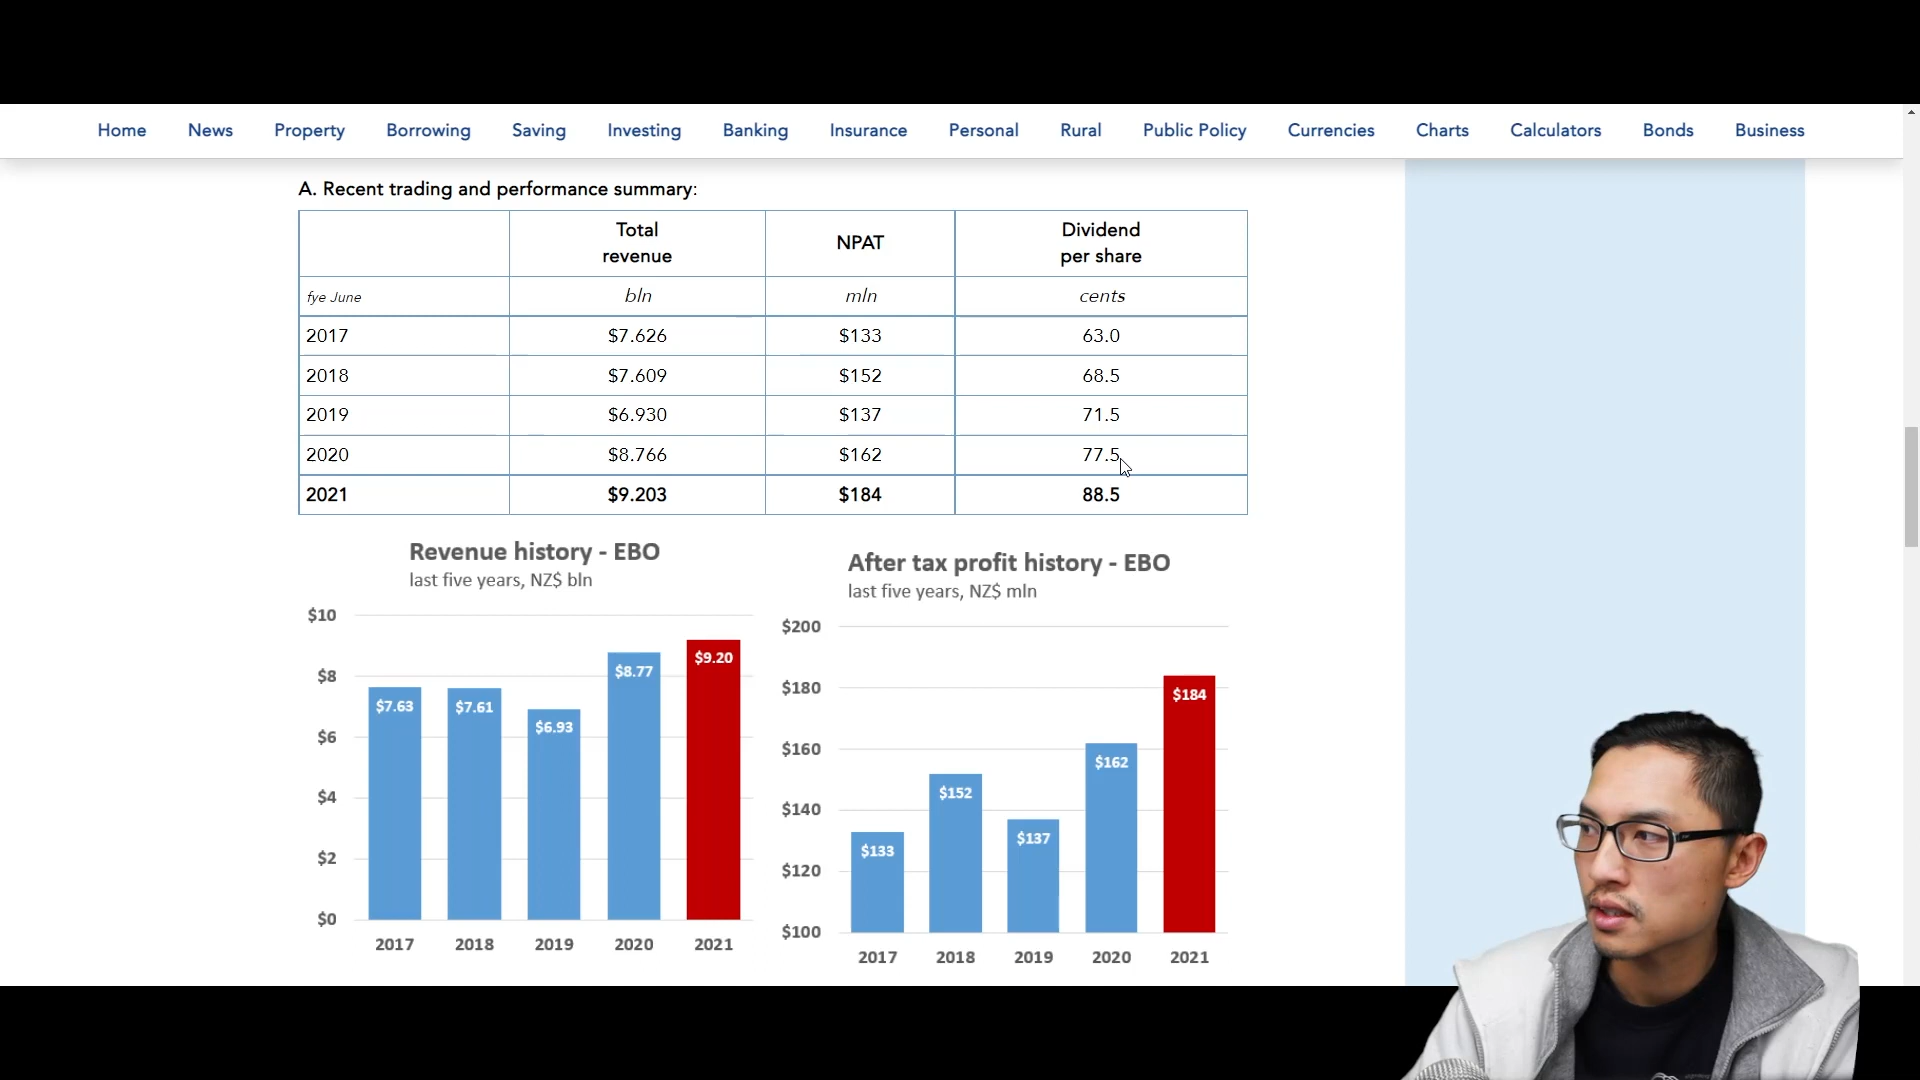 Home News Property Borrowing Saving Investing Banking Insurance Personal Rural Public Policy Currencies Charts Calculators Bonds Business
A. Recent trading and performance summary:
Total revenue NPAT Dividend per share
fye June bln mln cents
2017 $7.626 $133 63.0
2018 $7.609 $152 68.5
2019 $6.930 $137 71.5
2020 $8.766 $162 77.5
2021 $9.203 $184 88.5
Revenue history - EBO
last five years, NZ$ bln
$10
$8
$6
$4
$2
$0
$7.63 $7.61 $6.93 $8.77 $9.20
2017 2018 2019 2020 2021
After tax profit history - EBO
last five years, NZ$ mln
$200
$180
$160
$140
$120
$100
$133 $152 $137 $162 $184
2017 2018 2019 2020 2021